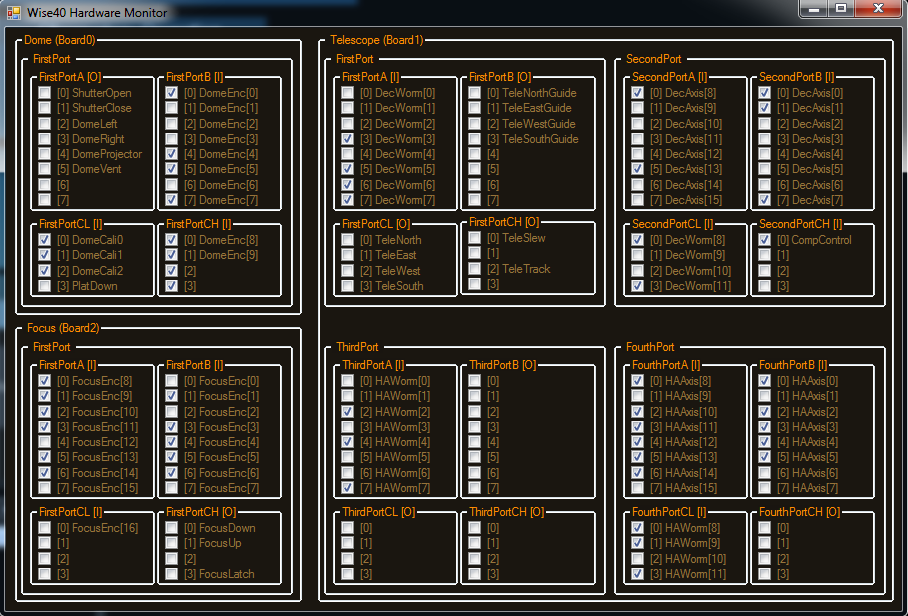 Wise40 Hardware Monitor
Dome (Board0)
FirstPort
FirstPortA [O]
[0] ShutterOpen
[1] ShutterClose
[2] DomeLeft
[3] DomeRight
[4] DomeProjector
[5] DomeVent
[6]
[7]
FirstPortB [I]
[0] DomeEnc[0]
[1] DomeEnc[1]
[2] DomeEnc[2]
[3] DomeEnc[3]
[4] DomeEnc[4]
[5] DomeEnc[5]
[6] DomeEnc[6]
[7] DomeEnc[7]
FirstPortCL [I]
[0] DomeCali0
[1] DomeCali1
[2] DomeCali2
[3] PlatDown
FirstPortCH [I]
[0] DomeEnc[8]
[1] DomeEnc[9]
[2]
[3]
Telescope (Board1)
FirstPort
FirstPortA [I]
[0] DecWorm[0]
[1] DecWorm[1]
[2] DecWorm[2]
[3] DecWorm[3]
[4] DecWorm[4]
[5] DecWorm[5]
[6] DecWorm[6]
[7] DecWorm[7]
FirstPortB [O]
[0] TeleNorthGuide
[1] TeleEastGuide
[2] TeleWestGuide
[3] TeleSouthGuide
[4]
[5]
[6]
[7]
FirstPortCL [O]
[0] TeleNorth
[1] TeleEast
[2] TeleWest
[3] TeleSouth
FirstPortCH [O]
[0] TeleSlew
[1]
[2] TeleTrack
[3]
SecondPort
SecondPortA [I]
[0] DecAxis[8]
[1] DecAxis[9]
[2] DecAxis[10]
[3] DecAxis[11]
[4] DecAxis[12]
[5] DecAxis[13]
[6] DecAxis[14]
[7] DecAxis[15]
SecondPortB [I]
[0] DecAxis[0]
[1] DecAxis[1]
[2] DecAxis[2]
[3] DecAxis[3]
[4] DecAxis[4]
[5] DecAxis[5]
[6] DecAxis[6]
[7] DecAxis[7]
SecondPortCL [I]
[0] DecWorm[8]
[1] DecWorm[9]
[2] DecWorm[10]
[3] DecWorm[11]
SecondPortCH [I]
[0] CompControl
[1]
[2]
[3]
Focus (Board2)
FirstPort
FirstPortA [I]
[0] FocusEnc[8]
[1] FocusEnc[9]
[2] FocusEnc[10]
[3] FocusEnc[11]
[4] FocusEnc[12]
[5] FocusEnc[13]
[6] FocusEnc[14]
[7] FocusEnc[15]
FirstPortB [I]
[0] FocusEnc[0]
[1] FocusEnc[1]
[2] FocusEnc[2]
[3] FocusEnc[3]
[4] FocusEnc[4]
[5] FocusEnc[5]
[6] FocusEnc[6]
[7] FocusEnc[7]
FirstPortCL [I]
[0] FocusEnc[16]
[1]
[2]
[3]
FirstPortCH [O]
[0] FocusDown
[1] FocusUp
[2]
[3] FocusLatch
ThirdPort
ThirdPortA [I]
[0] HAWorm[0]
[1] HAWorm[1]
[2] HAWorm[2]
[3] HAWorm[3]
[4] HAWorm[4]
[5] HAWorm[5]
[6] HAWorm[6]
[7] HAWorm[7]
ThirdPortB [O]
[0]
[1]
[2]
[3]
[4]
[5]
[6]
[7]
ThirdPortCL [O]
[0]
[1]
[2]
[3]
ThirdPortCH [O]
[0]
[1]
[2]
[3]
FourthPort
FourthPortA [I]
[0] HAAxis[8]
[1] HAAxis[9]
[2] HAAxis[10]
[3] HAAxis[11]
[4] HAAxis[12]
[5] HAAxis[13]
[6] HAAxis[14]
[7] HAAxis[15]
FourthPortB [I]
[0] HAAxis[0]
[1] HAAxis[1]
[2] HAAxis[2]
[3] HAAxis[3]
[4] HAAxis[4]
[5] HAAxis[5]
[6] HAAxis[6]
[7] HAAxis[7]
FourthPortCL [I]
[0] HAWorm[8]
[1] HAWorm[9]
[2] HAWorm[10]
[3] HAWorm[11]
FourthPortCH [O]
[0]
[1]
[2]
[3]